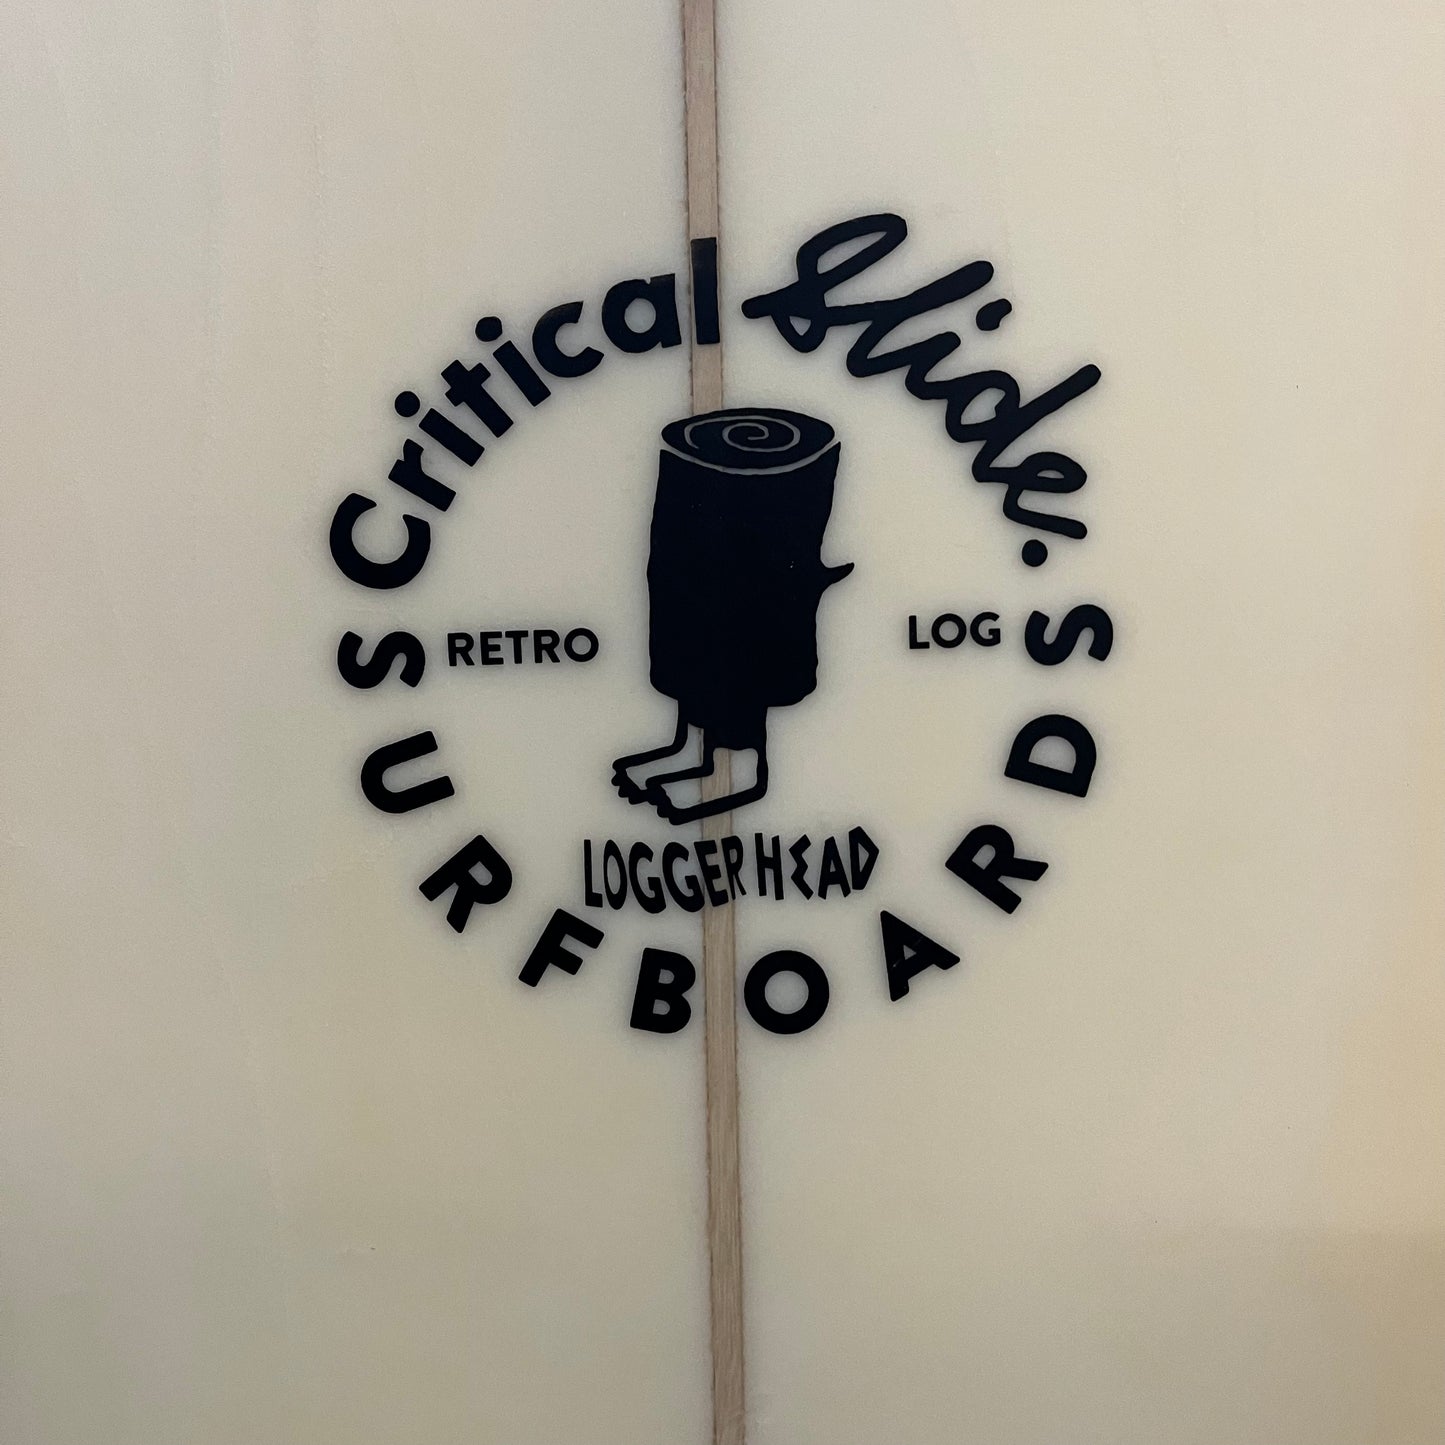 Critical Slide.
RETRO LOG
LOGGERHEAD
SURFBOARDS